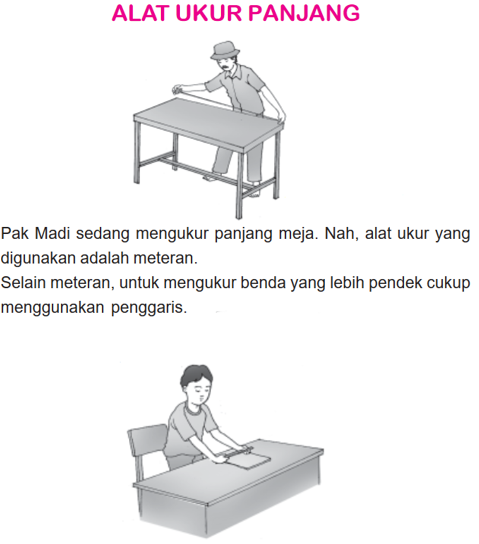 ALAT UKUR PANJANG
Pak Madi sedang mengukur panjang meja. Nah, alat ukur yang
digunakan adalah meteran.
Selain meteran, untuk mengukur benda yang lebih pendek cukup
menggunakan penggaris.